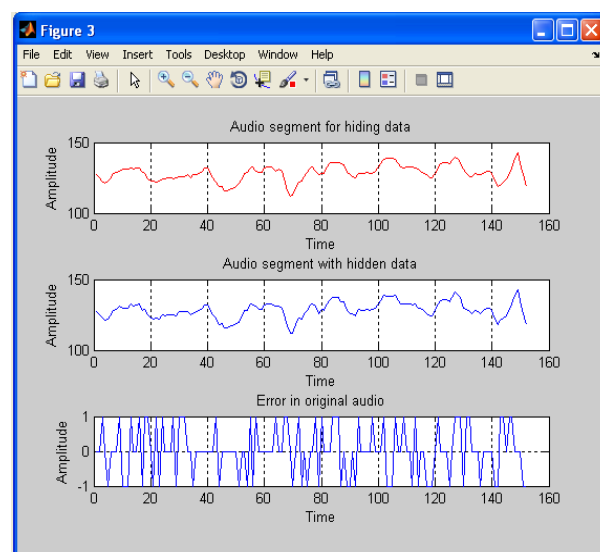 Figure 3
File Edit View Insert Tools Desktop Window Help
Audio segment for hiding data
150
100
Amplitude
0 20 40 60 80 100 120 140 160
Time
Audio segment with hidden data
150
100
Amplitude
0 20 40 60 80 100 120 140 160
Time
Error in original audio
1
0
-1
Amplitude
0 20 40 60 80 100 120 140 160
Time